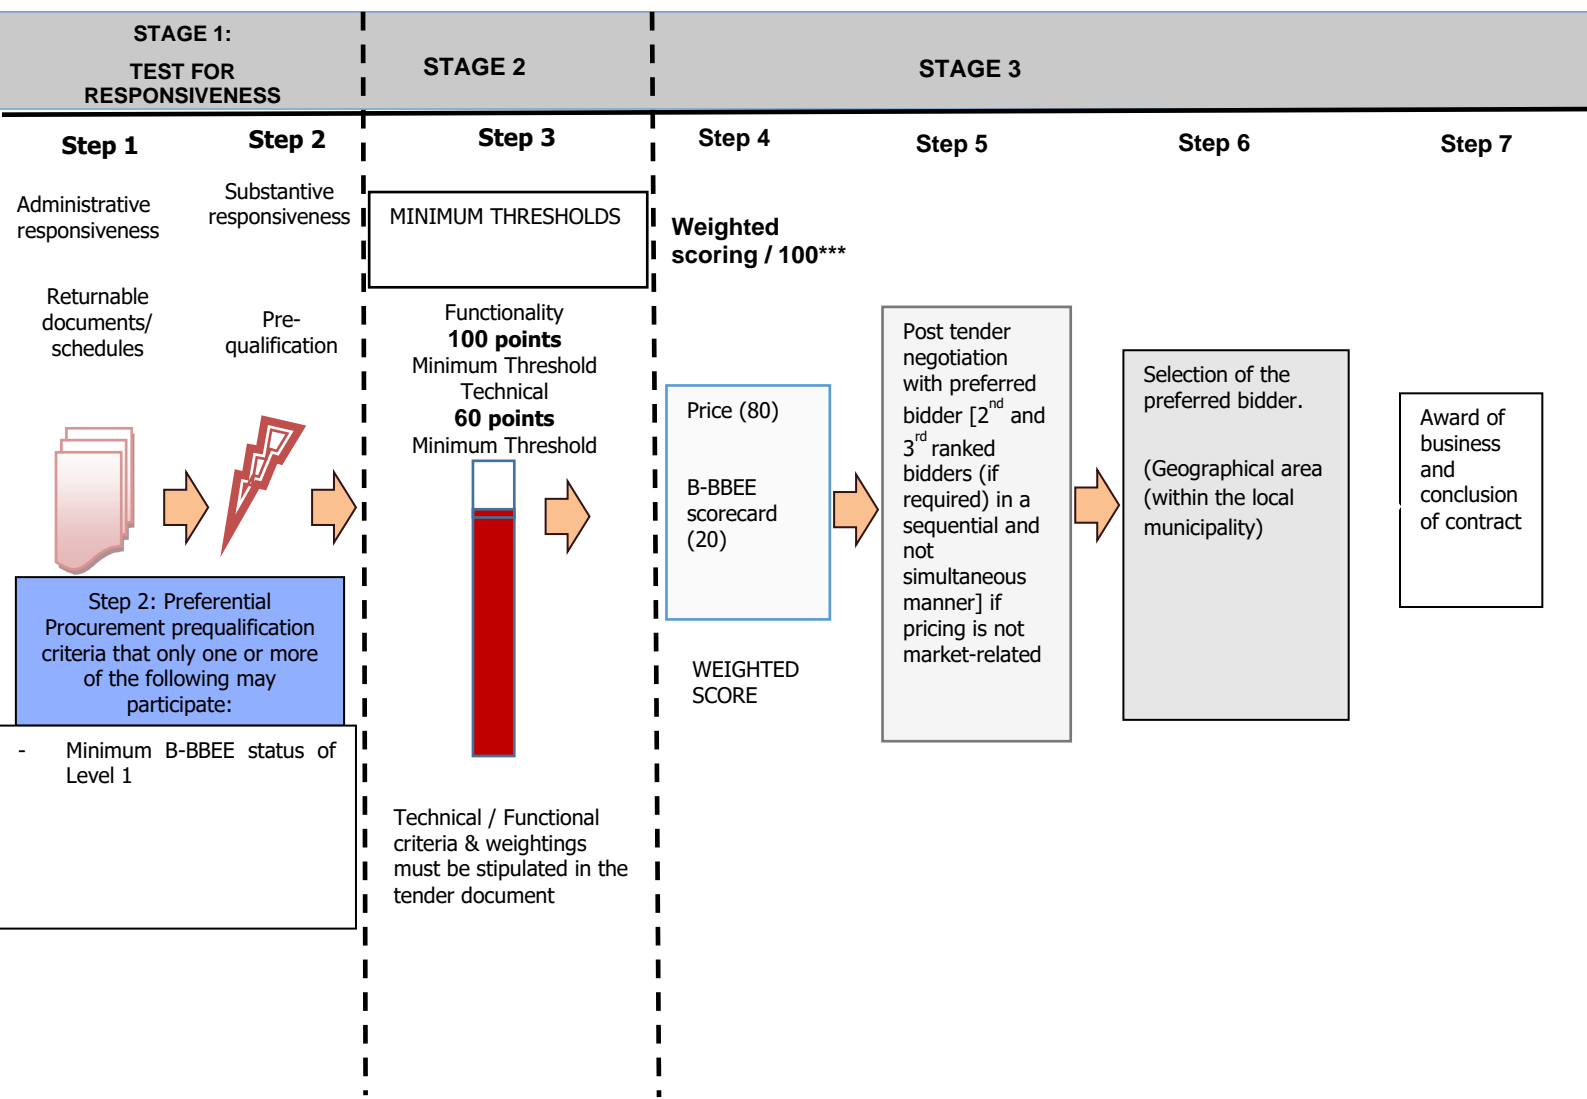 STAGE 1:
TEST FOR
RESPONSIVENESS
STAGE 2
STAGE 3
Step 1
Step 2
Step 3
Step 4
Step 5
Step 6
Step 7
Administrative
responsiveness
Substantive
responsiveness
MINIMUM THRESHOLDS
Weighted
scoring / 100***
Returnable
documents/
schedules
Pre-
qualification
Functionality
100 points
Minimum Threshold
Technical
60 points
Minimum Threshold
Price (80)
B-BBEE
scorecard
(20)
WEIGHTED
SCORE
Post tender
negotiation
with preferred
bidder [2nd and
3rd ranked
bidders (if
required) in a
sequential and
not
simultaneous
manner] if
pricing is not
market-related
Selection of the
preferred bidder.
(Geographical area
(within the local
municipality)
Award of
business
and
conclusion
of contract
Step 2: Preferential
Procurement prequalification
criteria that only one or more
of the following may
participate:
- Minimum B-BBEE status of
Level 1
Technical / Functional
criteria & weightings
must be stipulated in the
tender document